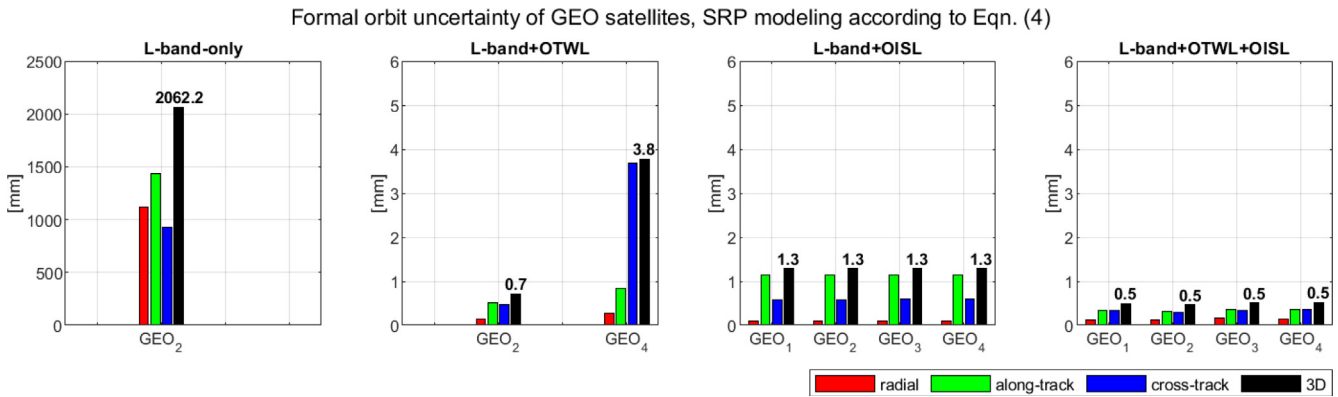 Formal orbit uncertainty of GEO satellites, SRP modeling according to Eqn. (4)
L-band-only
2500
2000
1500
1000
500
0
[mm]
2062.2
GEO2
L-band+OTWL
6
5
4
3
2
1
0
[mm]
0.7
3.8
GEO2 GEO4
L-band+OISL
6
5
4
3
2
1
0
[mm]
1.3 1.3 1.3 1.3
GEO1 GEO2 GEO3 GEO4
L-band+OTWL+OISL
6
5
4
3
2
1
0
[mm]
0.5 0.5 0.5 0.5
GEO1 GEO2 GEO3 GEO4
radial along-track cross-track 3D